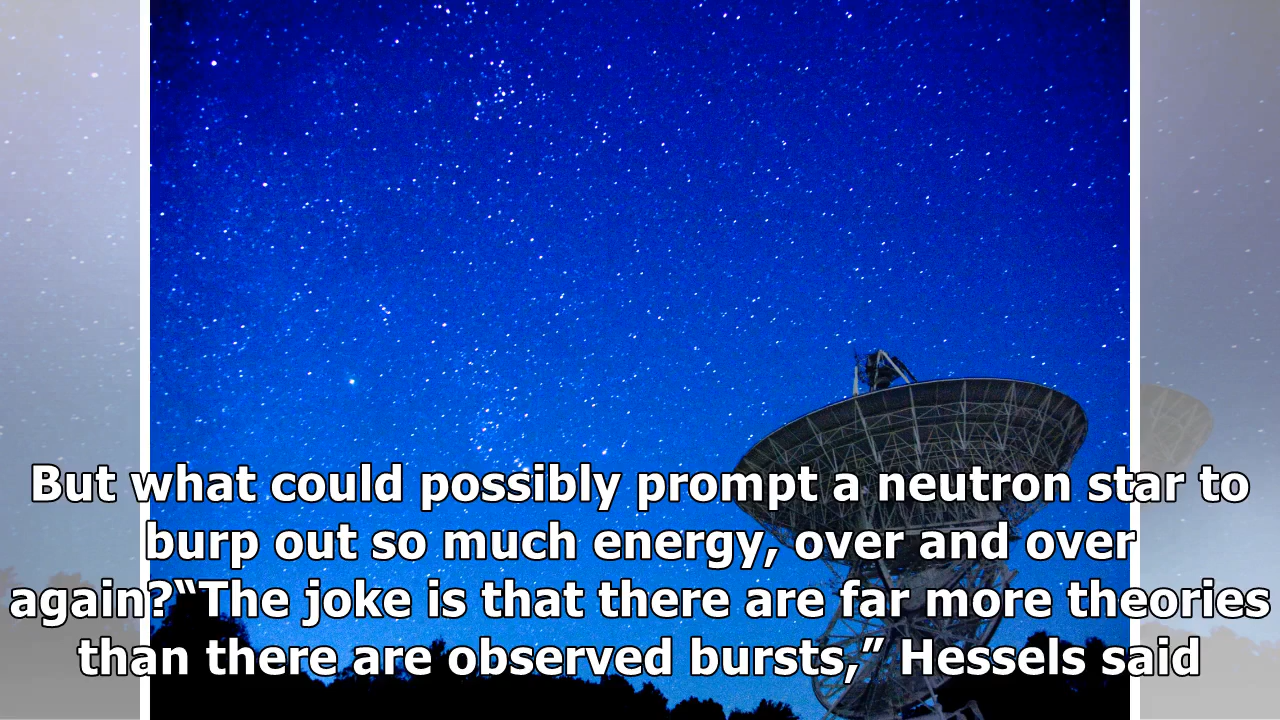 But what could possibly prompt a neutron star to
burp out so much energy, over and over
again?“The joke is that there are far more theories
than there are observed bursts,” Hessels said